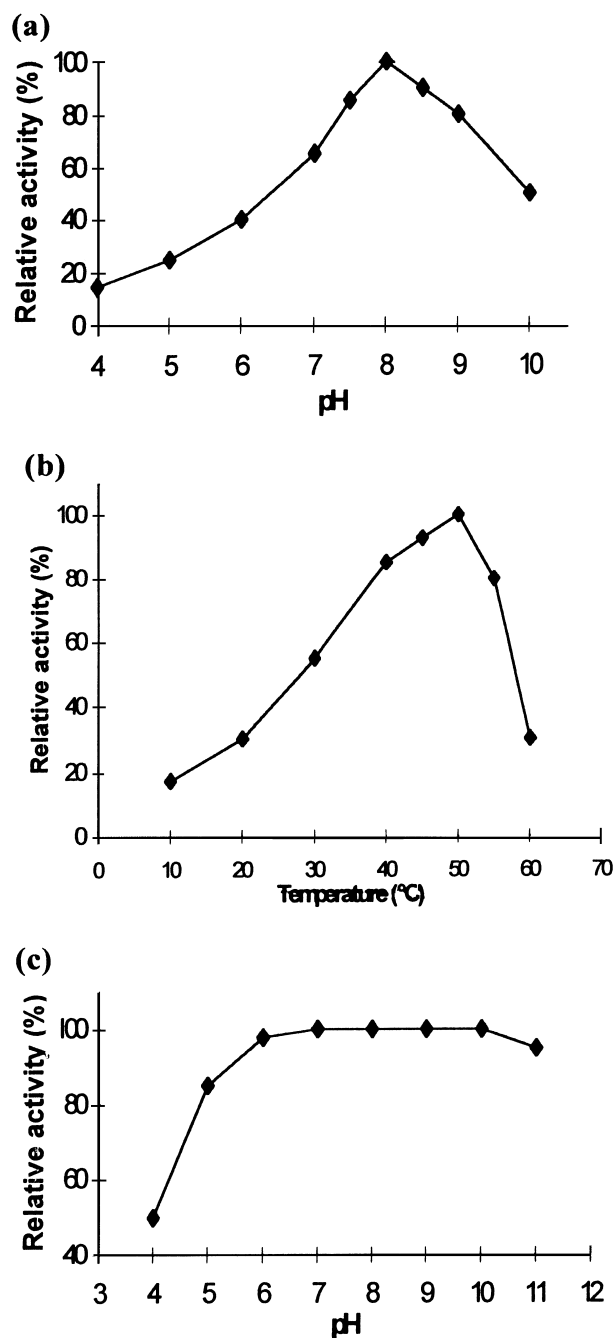 (a)
Relative activity (%)
100
80
60
40
20
0
4 5 6 7 8 9 10
pH
(b)
Relative activity (%)
100
80
60
40
20
0
0 10 20 30 40 50 60 70
Temperature (°C)
(c)
Relative activity (%)
100
80
60
40
3 4 5 6 7 8 9 10 11 12
pH